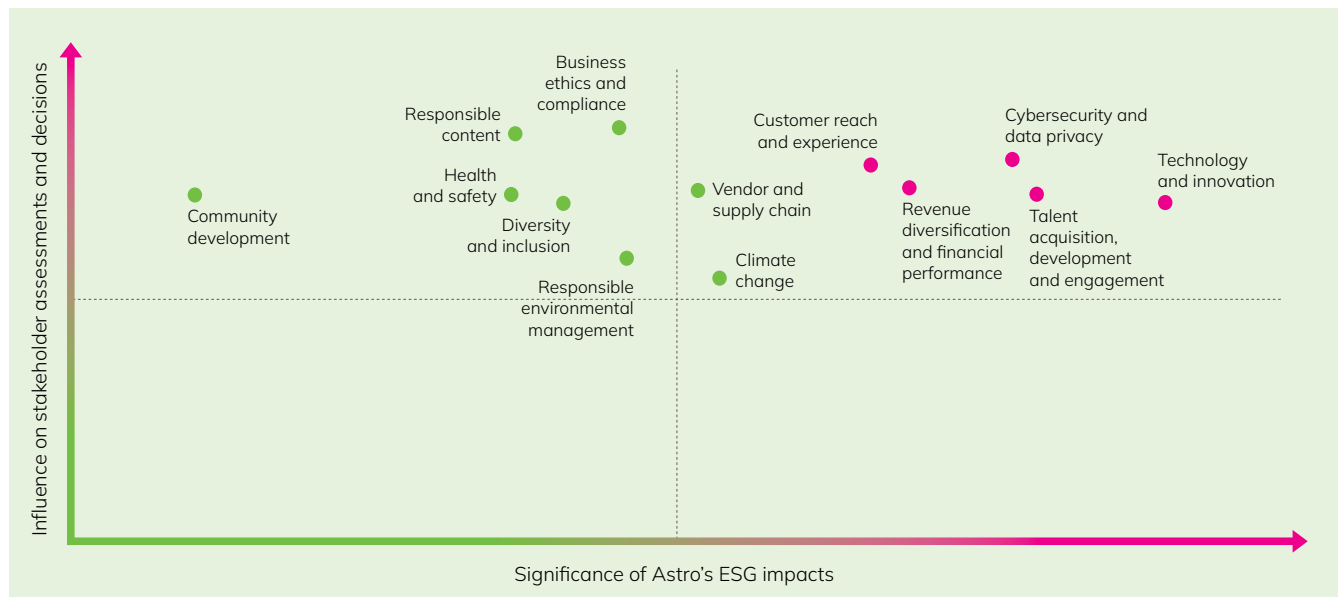 Influence on stakeholder assessments and decisions
Business
ethics and
compliance
Responsible
content
Health
and safety
Community
development
Diversity
and inclusion
Responsible
environmental
management
Vendor and
supply chain
Climate
change
Customer reach
and experience
Revenue
diversification
and financial
performance
Cybersecurity and
data privacy
Talent
acquisition,
development
and engagement
Technology
and innovation
Significance of Astro's ESG impacts